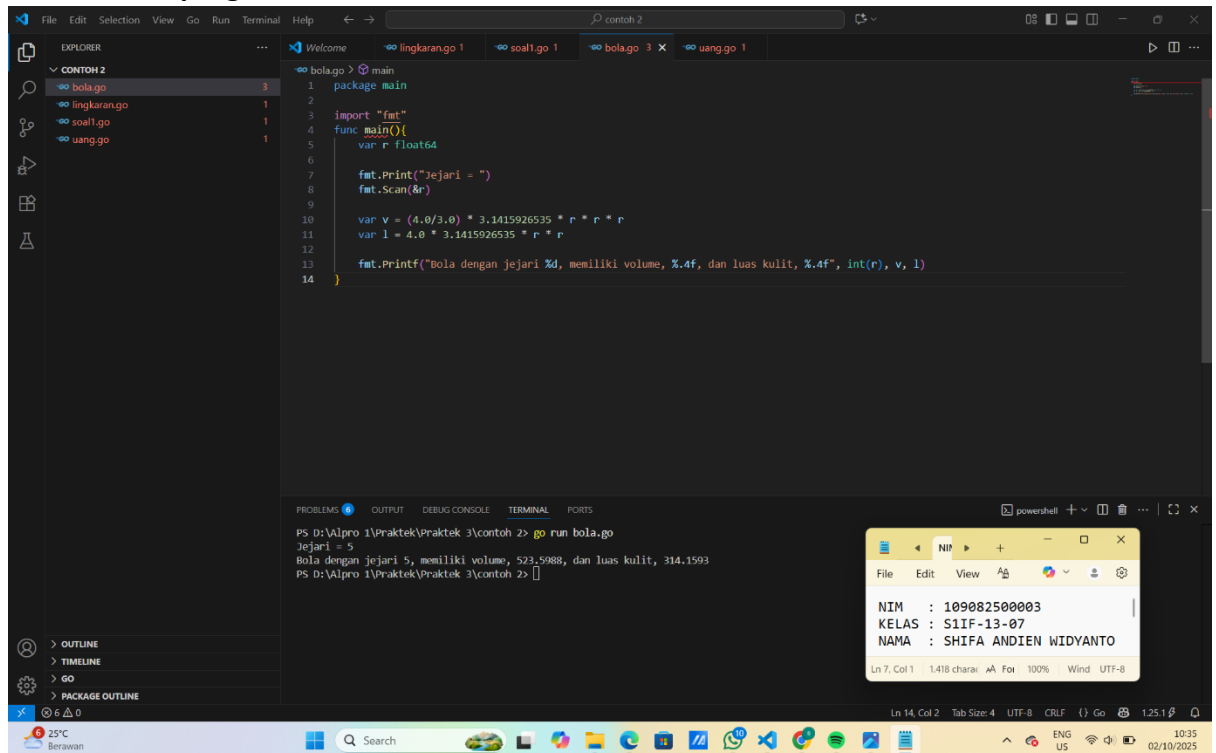 File Edit Selection View Go Run Terminal Help
contoh 2
EXPLORER
Welcome
lingkaran.go 1
soal1.go 1
bola.go 3
uang.go 1
CONTOH 2
bola.go 3
lingkaran.go 1
soal1.go 1
uang.go 1
bola.go > main
1 package main
2
3 import "fmt"
4 func main(){
5 var r float64
6
7 fmt.Print("Jejari = ")
8 fmt.Scan(&r)
9
10 var v = (4.0/3.0) * 3.1415926535 * r * r * r
11 var l = 4.0 * 3.1415926535 * r * r
12
13 fmt.Printf("Bola dengan jejari %d, memiliki volume, %.4f, dan luas kulit, %.4f", int(r), v, l)
14 }
PROBLEMS 6 OUTPUT DEBUG CONSOLE TERMINAL PORTS
powershell
PS D:\Alpro 1\Praktek\Praktek 3\contoh 2> go run bola.go
Jejari = 5
Bola dengan jejari 5, memiliki volume, 523.5988, dan luas kulit, 314.1593
PS D:\Alpro 1\Praktek\Praktek 3\contoh 2>
NIM
File Edit View
NIM : 109082500003
KELAS : S1IF-13-07
NAMA : SHIFA ANDIEN WIDYANTO
Ln 7, Col 1 1.418 charac For 100% Wind UTF-8
OUTLINE
TIMELINE
GO
PACKAGE OUTLINE
6 0
Ln 14, Col 2 Tab Size: 4 UTF-8 CRLF {} Go 1.25.1
6
25°C
Berawan
Search
ENG
US
10:35
02/10/2025